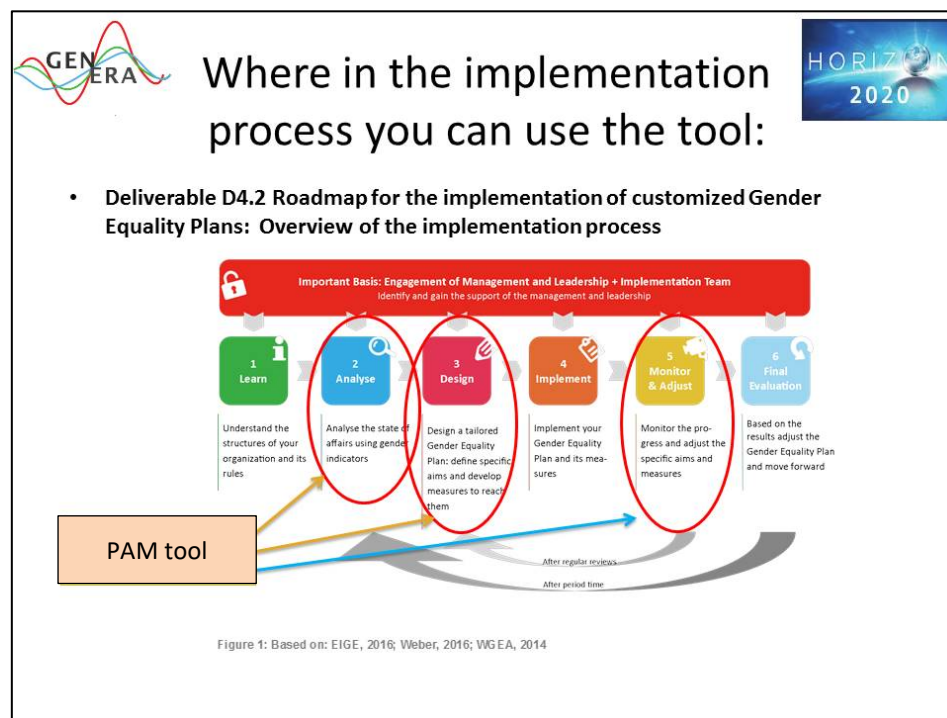 GEN
ERA
HORIZON
2020
Where in the implementation
process you can use the tool:
• Deliverable D4.2 Roadmap for the implementation of customized Gender
Equality Plans: Overview of the implementation process
Important Basis: Engagement of Management and Leadership + Implementation Team
Identify and gain the support of the management and leadership
1
Learn
2
Analyse
3
Design
4
Implement
5
Monitor
& Adjust
6
Final
Evaluation
Understand the
structures of your
organization and its
rules
Analyse the state of
affairs using gender
indicators
Design a tailored
Gender Equality
Plan: define specific
aims and develop
measures to reach
them
Implement your
Gender Equality
Plan and its mea-
sures
Monitor the pro-
gress and adjust the
specific aims and
measures
Based on the
results adjust the
Gender Equality Plan
and move forward
PAM tool
After regular reviews
After period time
Figure 1: Based on: EIGE, 2016; Weber, 2016; WGEA, 2014